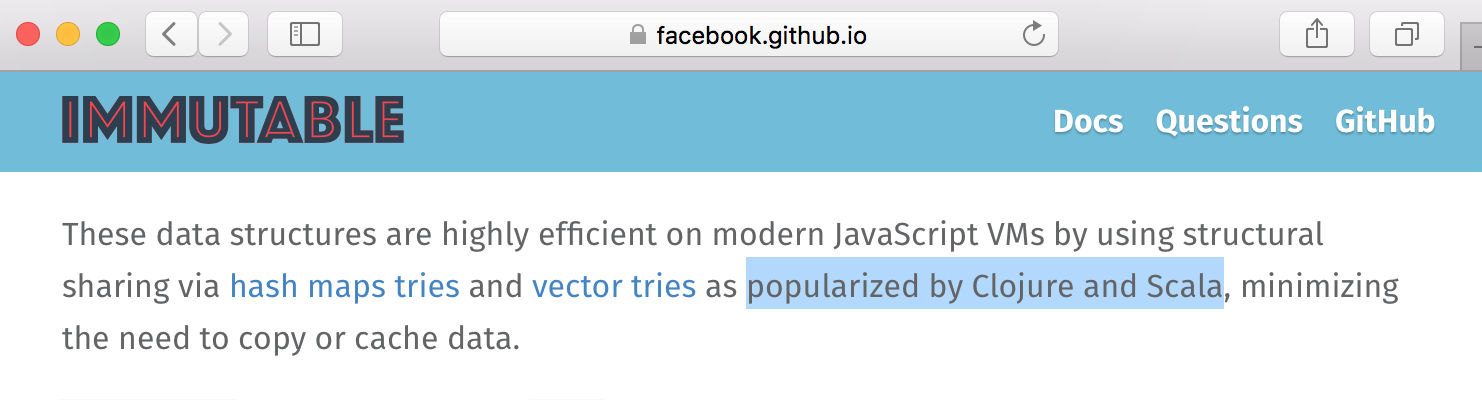 facebook.github.io
IMMUTABLE
Docs Questions GitHub
These data structures are highly efficient on modern JavaScript VMs by using structural
sharing via hash maps tries and vector tries as popularized by Clojure and Scala, minimizing
the need to copy or cache data.